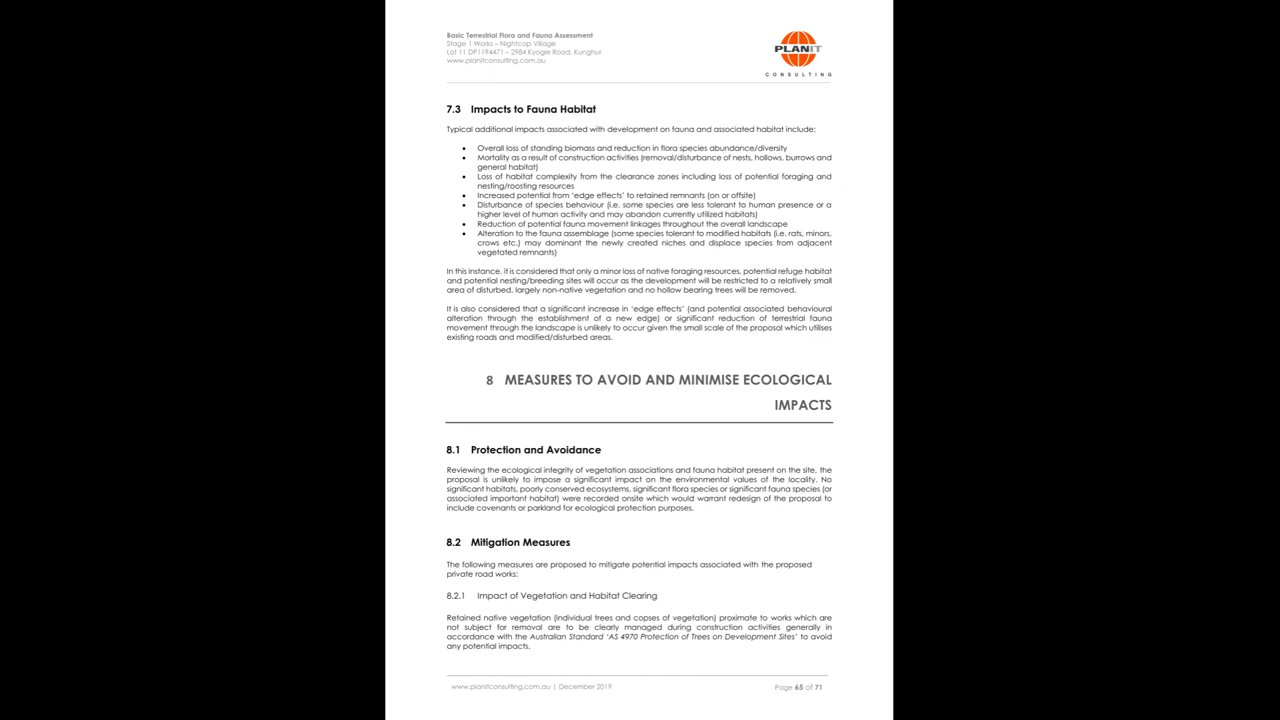 Basic Terrestrial Flora and Fauna Assessment
Stage 1 Works – Nightcap Village
Lot 11 DP1194471 – 2984 Kyogle Road, Kunghur
www.planitconsulting.com.au
PLANIT
CONSULTING
7.3 Impacts to Fauna Habitat
Typical additional impacts associated with development on fauna and associated habitat include:
• Overall loss of standing biomass and reduction in flora species abundance/diversity
• Mortality as a result of construction activities (removal/disturbance of nests, hollows, burrows and
general habitat)
• Loss of habitat complexity from the clearance zones including loss of potential foraging and
nesting/roosting resources
• Increased potential from 'edge effects' to retained remnants (on or offsite)
• Disturbance of species behaviour (i.e. some species are less tolerant to human presence or a
higher level of human activity and may abandon currently utilized habitats)
• Reduction of potential fauna movement linkages throughout the overall landscape
• Alteration to the fauna assemblage (some species tolerant to modified habitats (i.e. rats, minors,
crows etc.) may dominant the newly created niches and displace species from adjacent
vegetated remnants)
In this instance, it is considered that only a minor loss of native foraging resources, potential refuge habitat
and potential nesting/breeding sites will occur as the development will be restricted to a relatively small
area of disturbed, largely non-native vegetation and no hollow bearing trees will be removed.
It is also considered that a significant increase in 'edge effects' (and potential associated behavioural
alteration through the establishment of a new edge) or significant reduction of terrestrial fauna
movement through the landscape is unlikely to occur given the small scale of the proposal which utilises
existing roads and modified/disturbed areas.
8 MEASURES TO AVOID AND MINIMISE ECOLOGICAL
IMPACTS
8.1 Protection and Avoidance
Reviewing the ecological integrity of vegetation associations and fauna habitat present on the site, the
proposal is unlikely to impose a significant impact on the environmental values of the locality. No
significant habitats, poorly conserved ecosystems, significant flora species or significant fauna species (or
associated important habitat) were recorded onsite which would warrant redesign of the proposal to
include covenants or parkland for ecological protection purposes.
8.2 Mitigation Measures
The following measures are proposed to mitigate potential impacts associated with the proposed
private road works:
8.2.1 Impact of Vegetation and Habitat Clearing
Retained native vegetation (individual trees and copses of vegetation) proximate to works which are
not subject for removal are to be clearly managed during construction activities generally in
accordance with the Australian Standard 'AS 4970 Protection of Trees on Development Sites' to avoid
any potential impacts.
www.planitconsulting.com.au | December 2019
Page 65 of 71